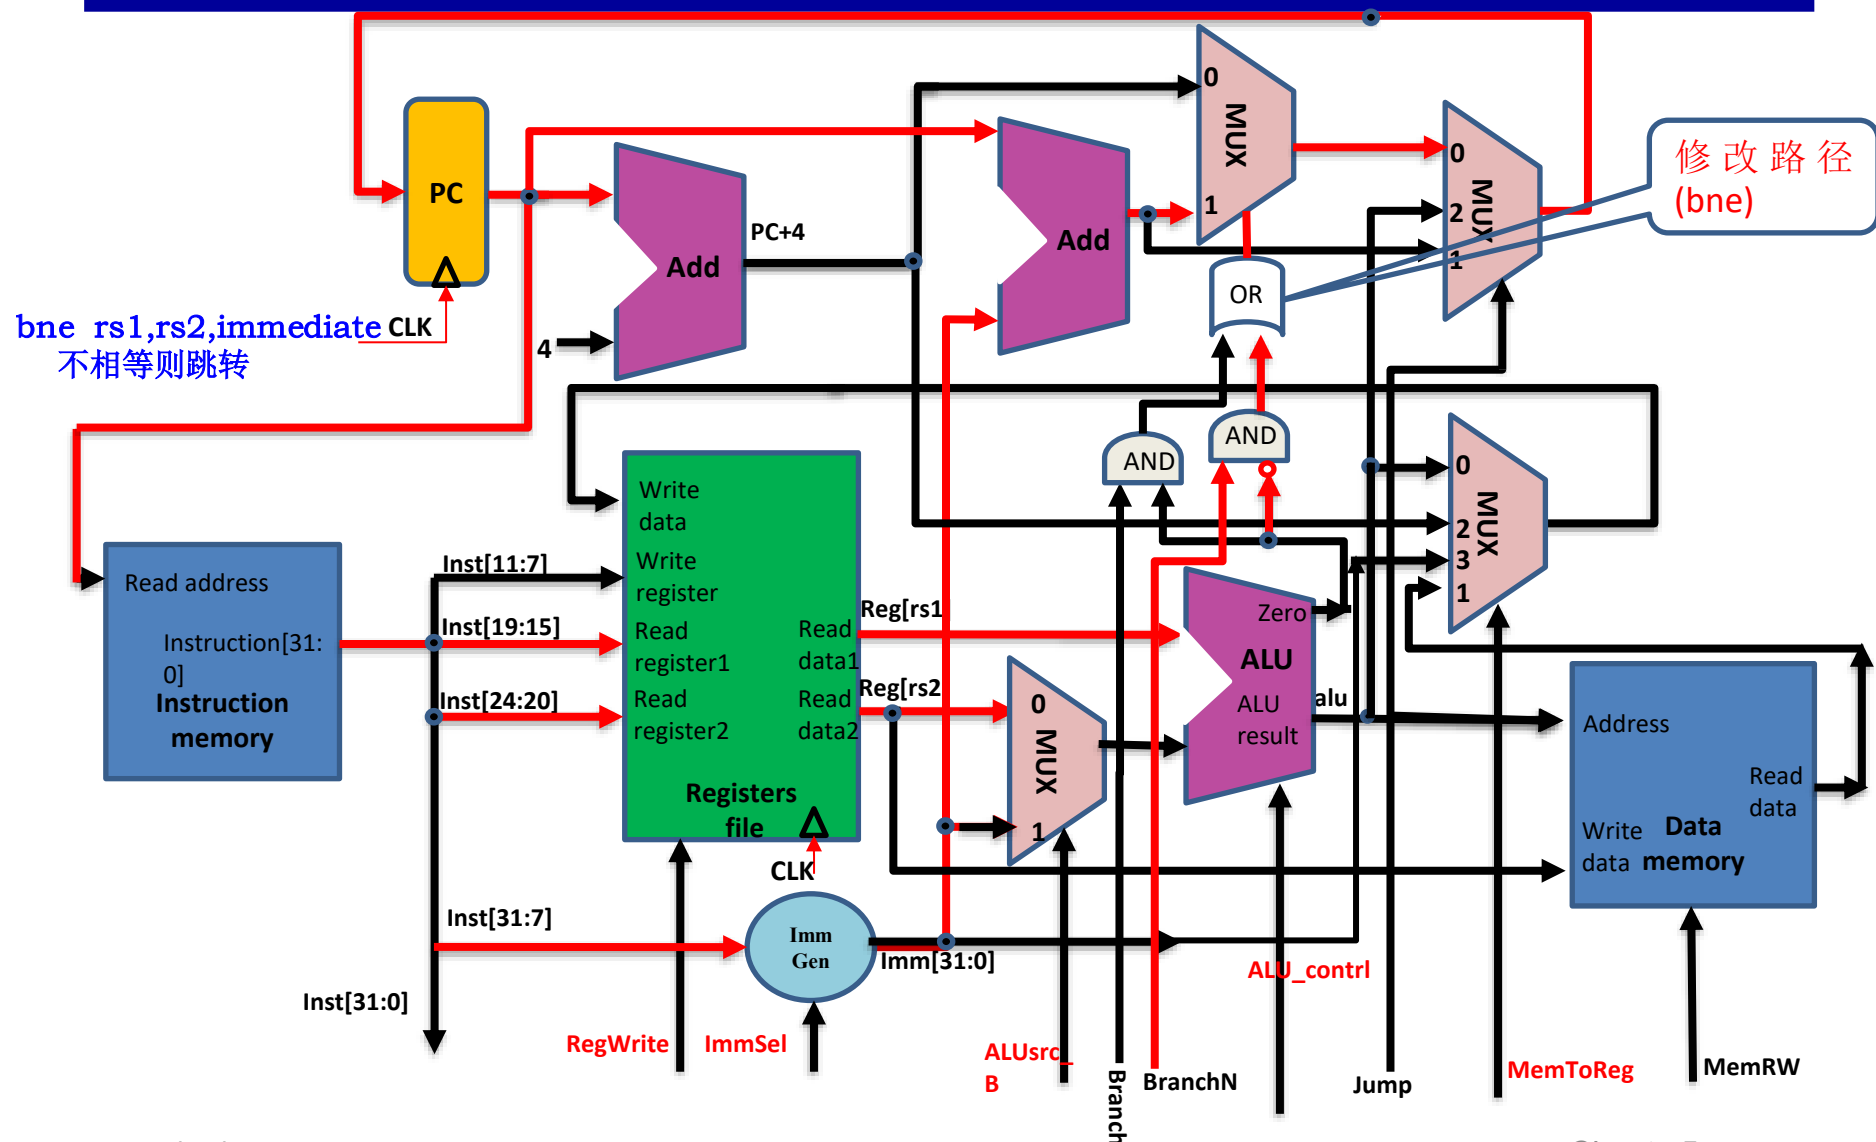 0
MUX
1
0
MUX
2
1
修改路径
(bne)
PC
PC+4
Add
Add
OR
bne rs1,rs2,immediate
CLK
不相等则跳转
4
AND
AND
0
MUX
2
3
1
Write
data
Write
register
Read
register1
Read
register2
Read
data1
Read
data2
Registers
file
CLK
Read address
Instruction[31:
0]
Instruction
memory
Inst[11:7]
Inst[19:15]
Inst[24:20]
Reg[rs1
Reg[rs2
0
MUX
1
Zero
ALU
ALU
result
alu
Address
Read
data
Write
data
Data
memory
Inst[31:7]
Imm
Gen
Imm[31:0]
ALU_contrl
Inst[31:0]
RegWrite
ImmSel
ALUsrc_
B
Branch
BranchN
Jump
MemToReg
MemRW